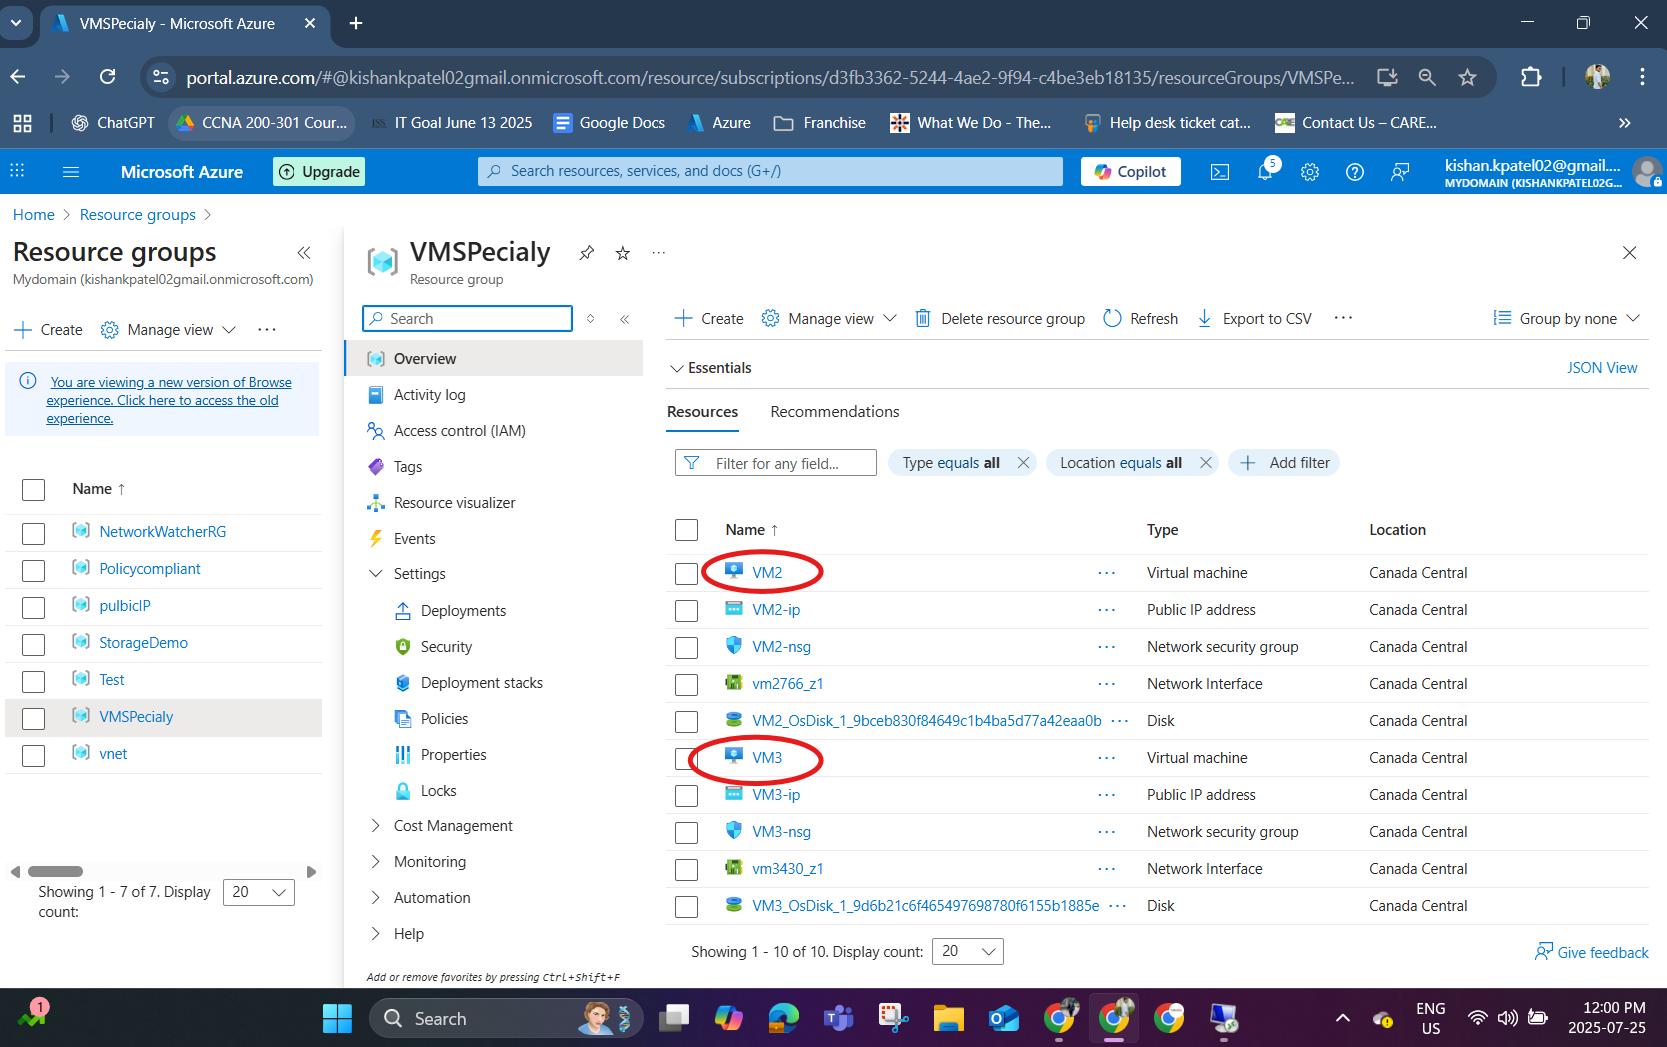 VMSPecialy - Microsoft Azure
portal.azure.com/#@kishankpatel02gmail.onmicrosoft.com/resource/subscriptions/d3fb3362-5244-4ae2-9f94-c4be3eb18135/resourceGroups/VMSPe...
ChatGPT
CCNA 200-301 Cour...
IT Goal June 13 2025
Google Docs
Azure
Franchise
What We Do - The...
Help desk ticket cat...
CARE
Contact Us – CARE...
Microsoft Azure
Upgrade
Search resources, services, and docs (G+/)
Copilot
5
kishan.kpatel02@gmail....
MYDOMAIN (KISHANKPATEL02G...
Home > Resource groups >
Resource groups
Mydomain (kishankpatel02gmail.onmicrosoft.com)
Create
Manage view
You are viewing a new version of Browse
experience. Click here to access the old
experience.
Name ↑
NetworkWatcherRG
Policycompliant
pulbicIP
StorageDemo
Test
VMSPecialy
vnet
Showing 1 - 7 of 7. Display
count:
20
VMSPecialy
Resource group
Search
Overview
Activity log
Access control (IAM)
Tags
Resource visualizer
Events
Settings
Deployments
Security
Deployment stacks
Policies
Properties
Locks
Cost Management
Monitoring
Automation
Help
Add or remove favorites by pressing Ctrl+Shift+F
Create
Manage view
Delete resource group
Refresh
Export to CSV
Group by none
Essentials
JSON View
Resources
Recommendations
Filter for any field...
Type equals all
Location equals all
Add filter
Name ↑ Type Location
VM2 ... Virtual machine Canada Central
VM2-ip ... Public IP address Canada Central
VM2-nsg ... Network security group Canada Central
vm2766_z1 ... Network Interface Canada Central
VM2_OsDisk_1_9bceb830f84649c1b4ba5d77a42eaa0b ... Disk Canada Central
VM3 ... Virtual machine Canada Central
VM3-ip ... Public IP address Canada Central
VM3-nsg ... Network security group Canada Central
vm3430_z1 ... Network Interface Canada Central
VM3_OsDisk_1_9d6b21c6f465497698780f6155b1885e ... Disk Canada Central
Showing 1 - 10 of 10. Display count:
20
Give feedback
1
Search
ENG
US
12:00 PM
2025-07-25